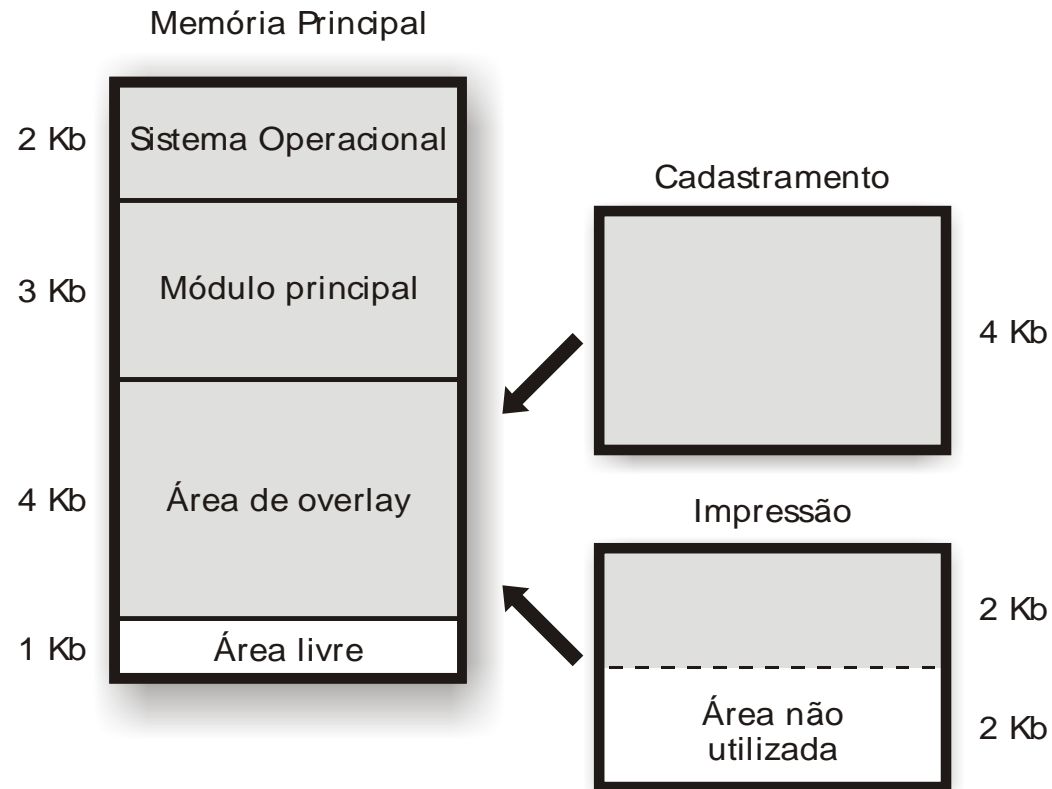 Memória Principal
2 Kb
Sistema Operacional
3 Kb
Módulo principal
4 Kb
Área de overlay
1 Kb
Área livre
Cadastramento
4 Kb
Impressão
2 Kb
Área não
utilizada
2 Kb